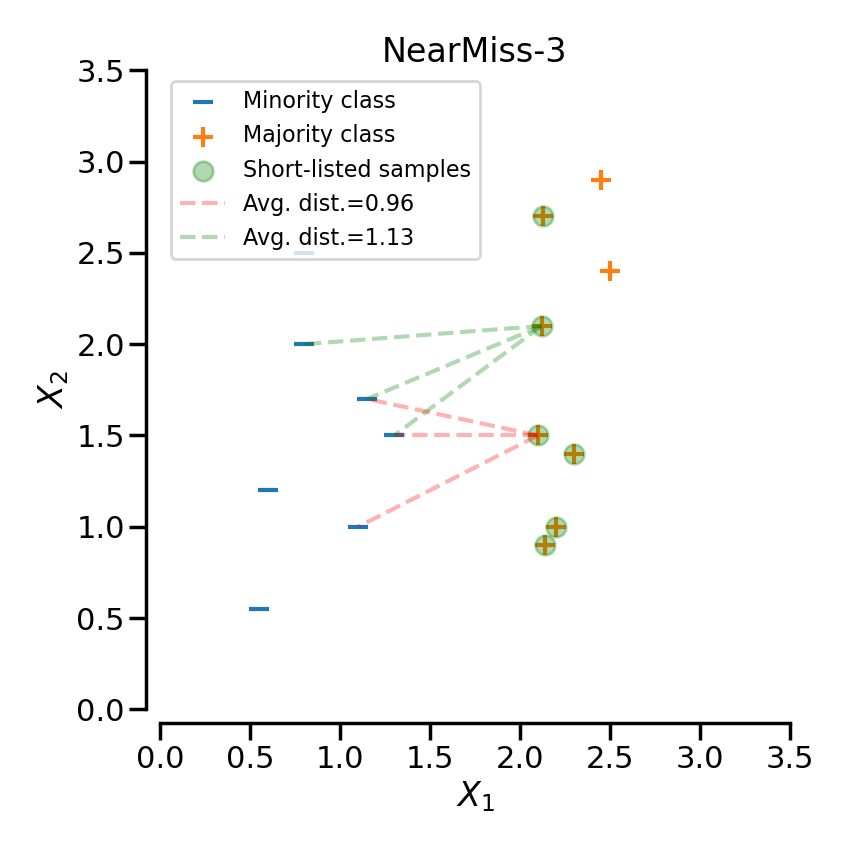 NearMiss-3
Minority class
Majority class
Short-listed samples
Avg. dist.=0.96
Avg. dist.=1.13
3.5
3.0
2.5
2.0
1.5
1.0
0.5
0.0
X₂
0.0 0.5 1.0 1.5 2.0 2.5 3.0 3.5
X₁